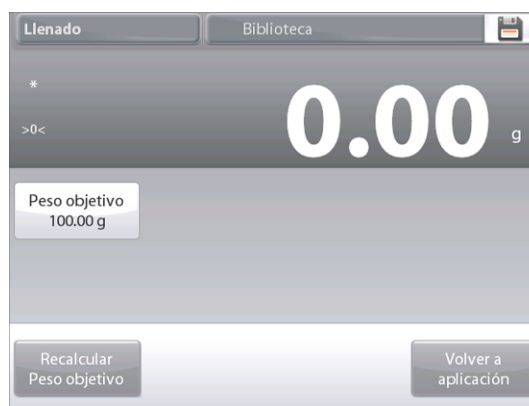 Llenado
Biblioteca
*
>0<
0.00
g
Peso objetivo
100.00 g
Recalcular
Peso objetivo
Volver a
aplicación